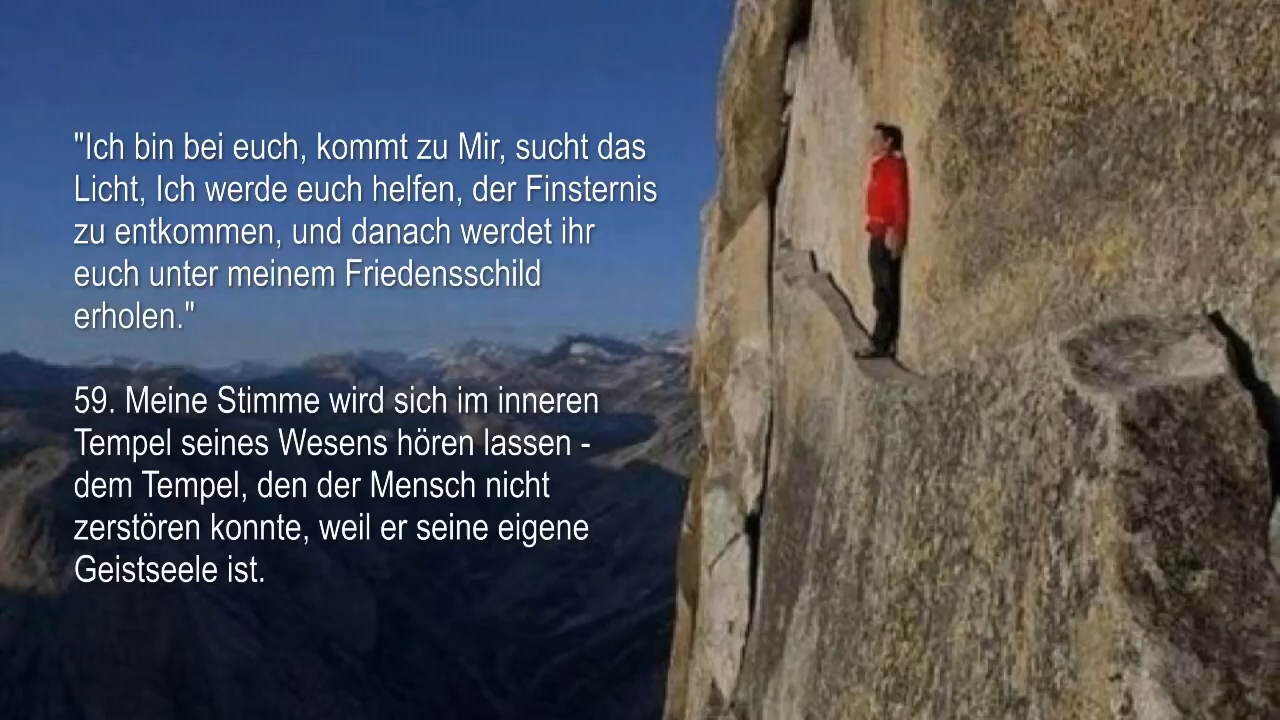 "Ich bin bei euch, kommt zu Mir, sucht das
Licht, Ich werde euch helfen, der Finsternis
zu entkommen, und danach werdet ihr
euch unter meinem Friedensschild
erholen."
59. Meine Stimme wird sich im inneren
Tempel seines Wesens hören lassen -
dem Tempel, den der Mensch nicht
zerstören konnte, weil er seine eigene
Geistseele ist.